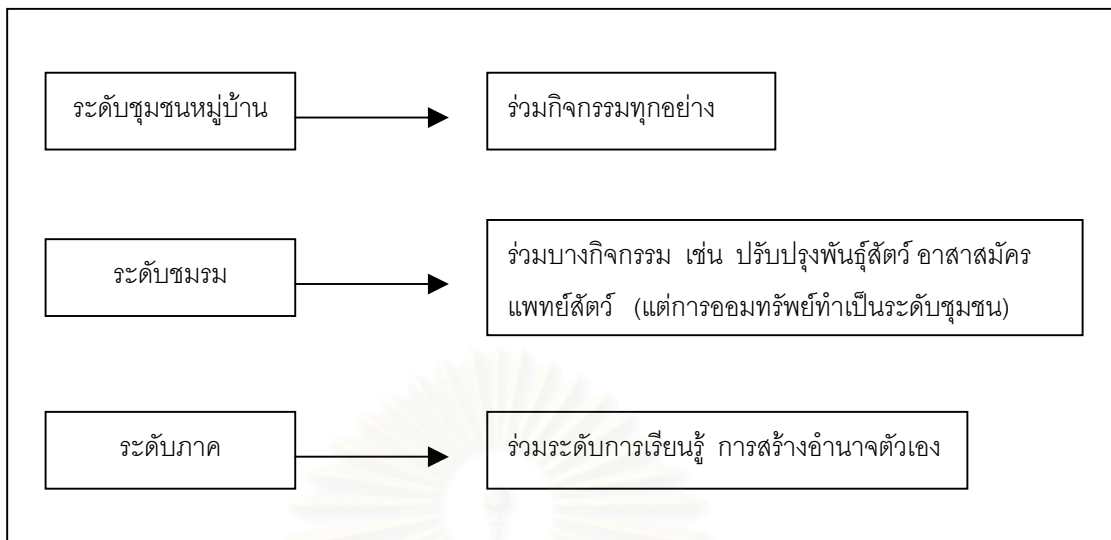 ระดับชุมชนหมู่บ้าน
ร่วมกิจกรรมทุกอย่าง
ระดับชมรม
ร่วมบางกิจกรรม เช่น ปรับปรุงพันธุ์สัตว์ อาสาสมัคร
แพทย์สัตว์ (แต่การออมทรัพย์ทำเป็นระดับชุมชน)
ระดับภาค
ร่วมระดับการเรียนรู้ การสร้างอำนาจตัวเอง